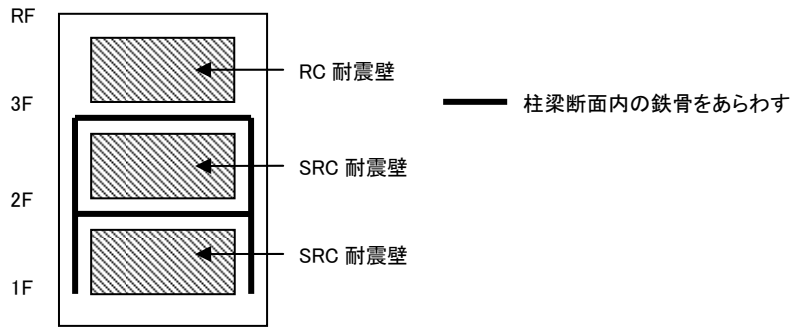 RF
RC 耐震壁
3F
柱梁断面内の鉄骨をあらわす
SRC 耐震壁
2F
SRC 耐震壁
1F